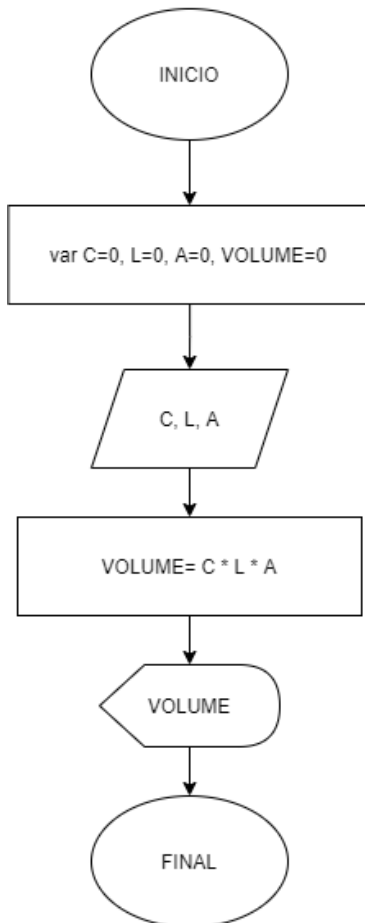 INICIO
var C=0, L=0, A=0, VOLUME=0
C, L, A
VOLUME= C * L * A
VOLUME
FINAL